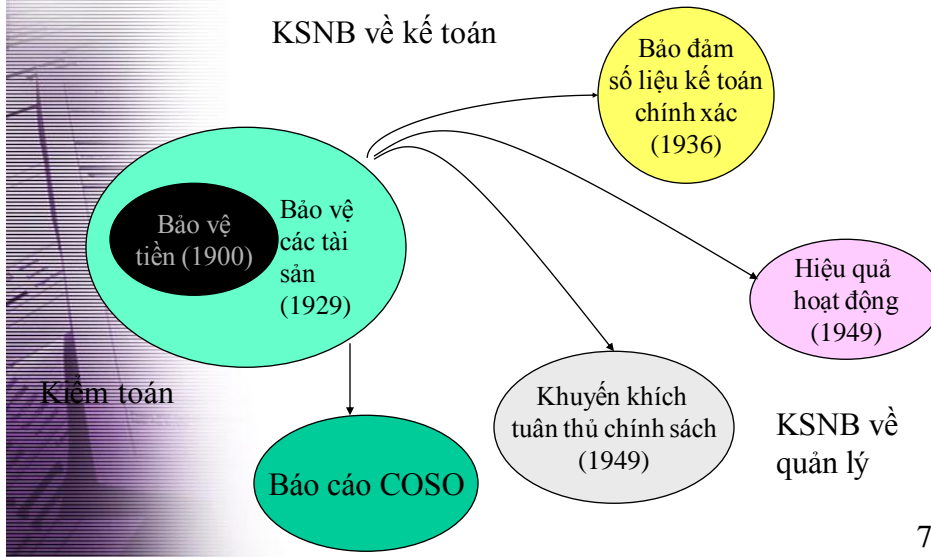 KSNB về kế toán
Bảo đảm
số liệu kế toán
chính xác
(1936)
Bảo vệ
tiền (1900)
Bảo vệ
các tài
sản
(1929)
Hiệu quả
hoạt động
(1949)
Kiểm toán
Khuyến khích
tuân thủ chính sách
(1949)
KSNB về
quản lý
Báo cáo COSO
7